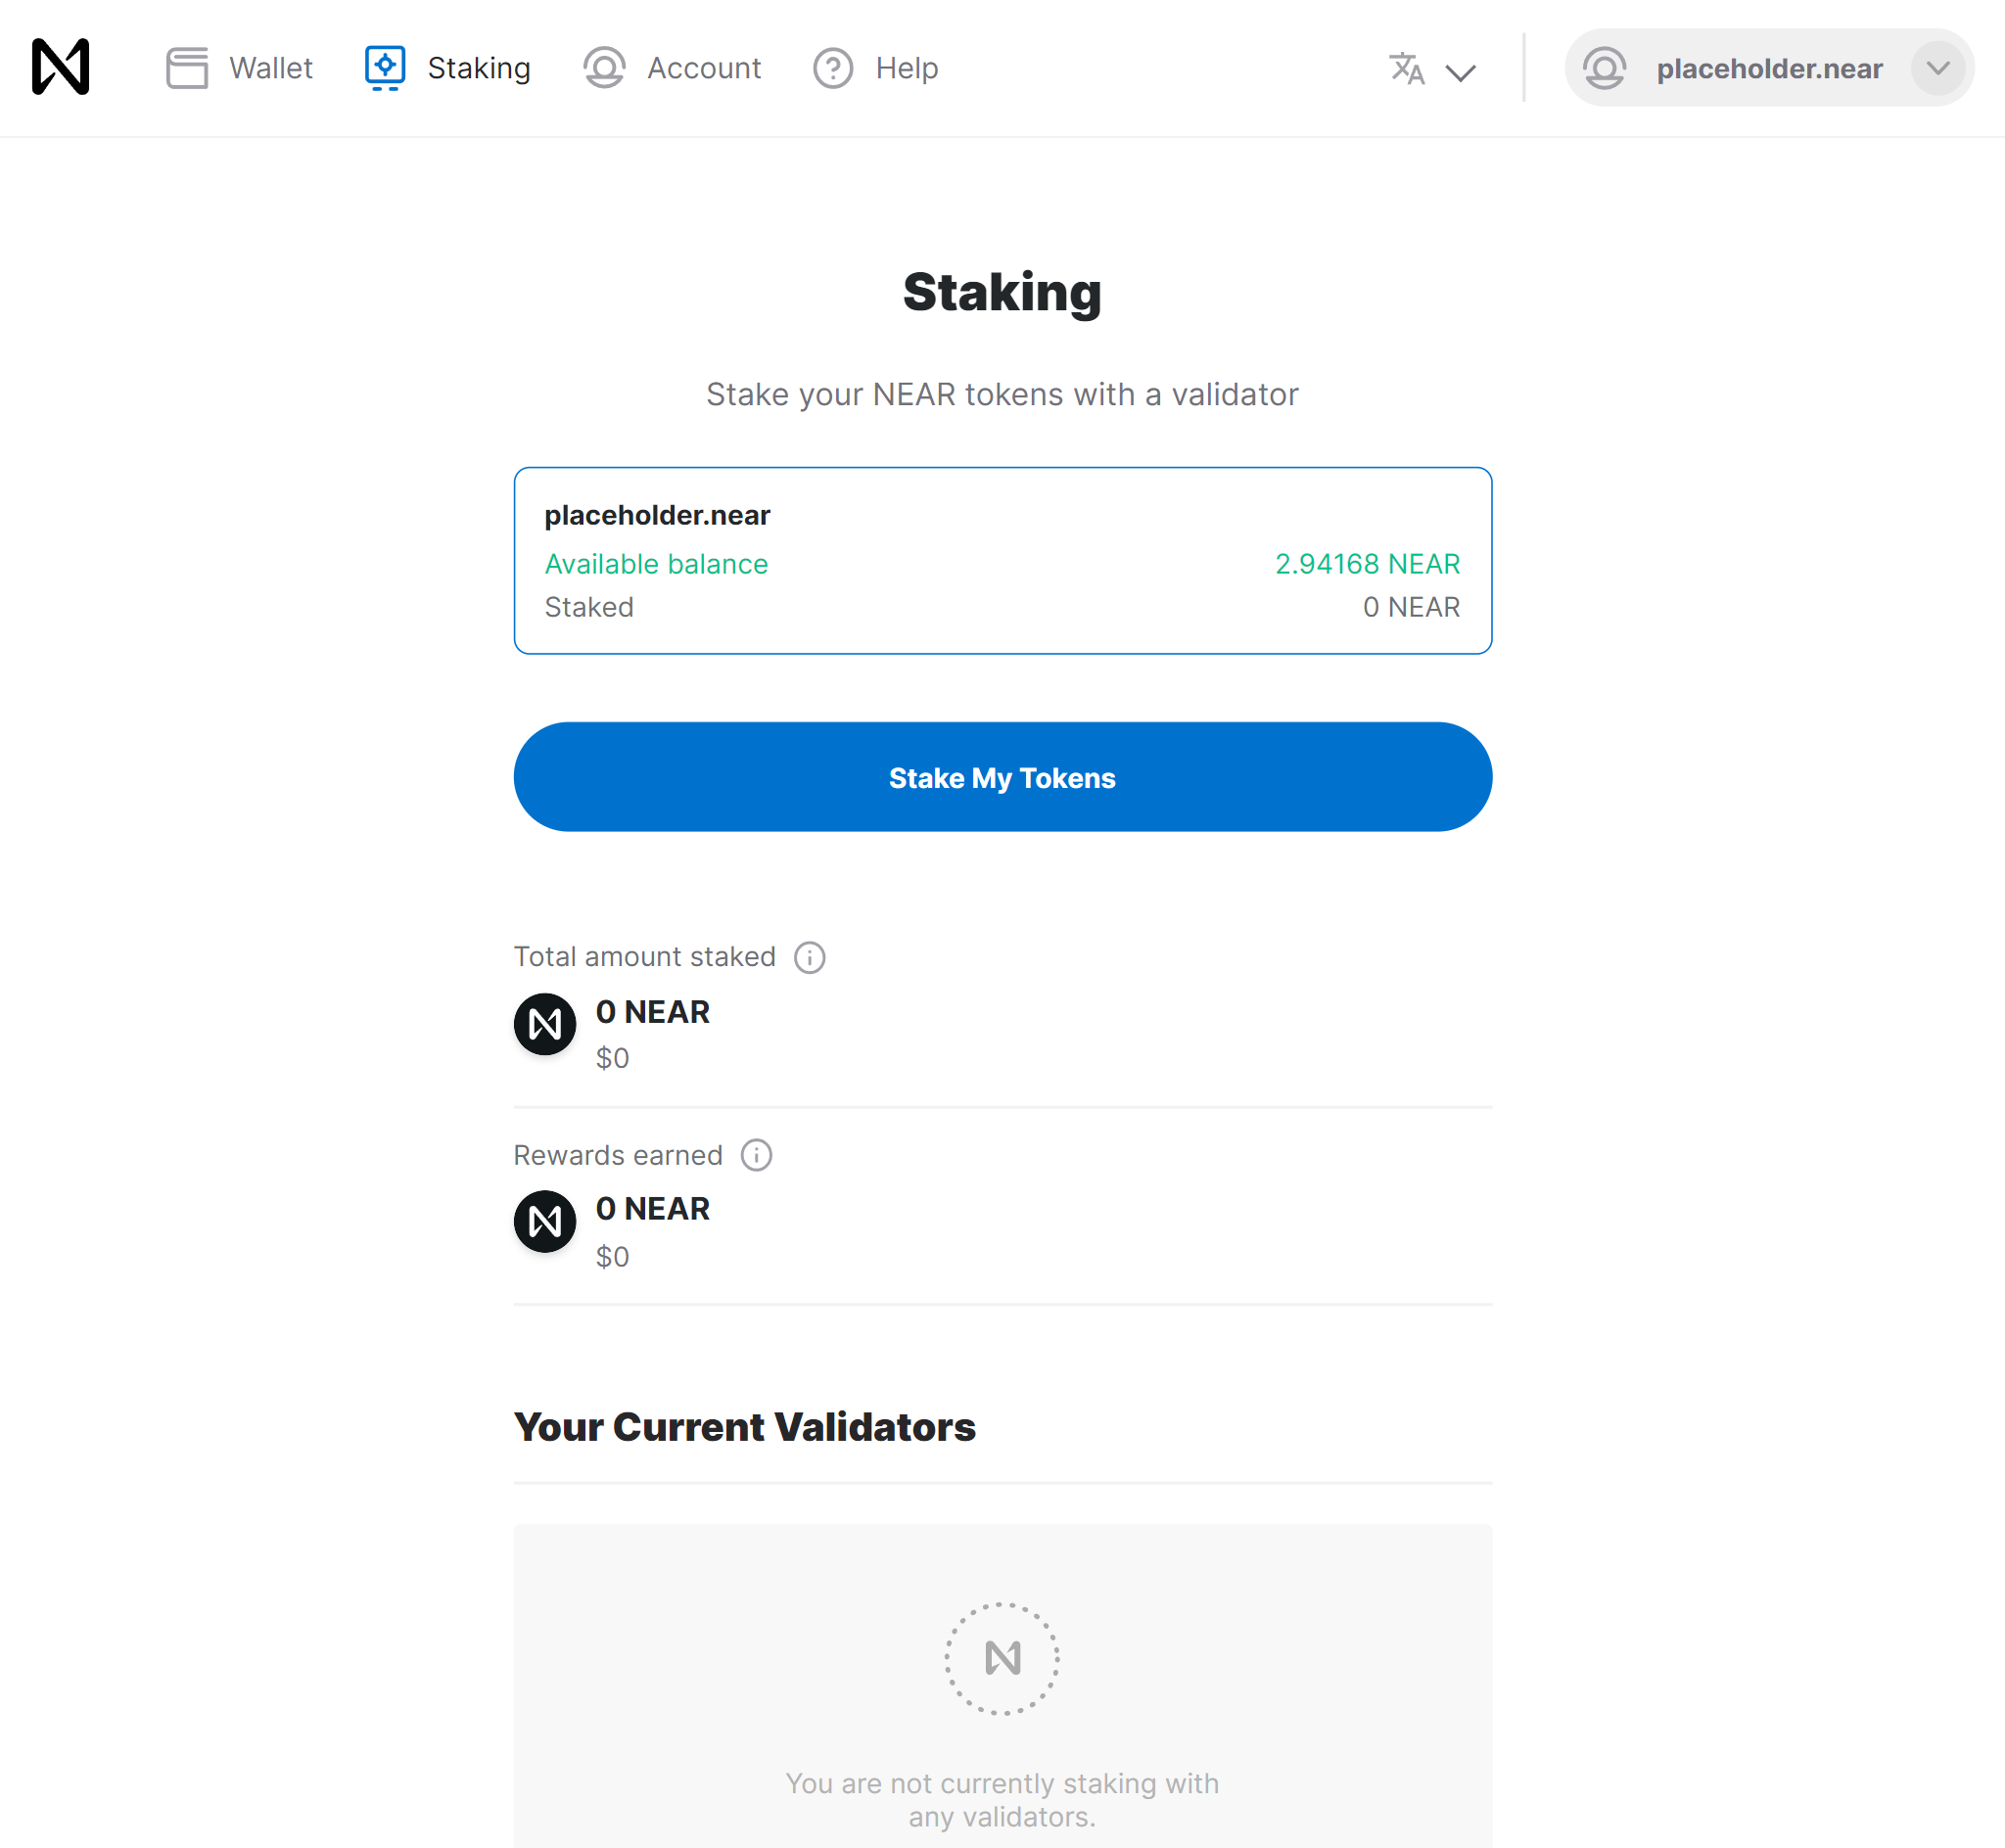 Wallet
Staking
Account
Help
placeholder.near
Staking
Stake your NEAR tokens with a validator
placeholder.near
Available balance 2.94168 NEAR
Staked 0 NEAR
Stake My Tokens
Total amount staked
0 NEAR
$0
Rewards earned
0 NEAR
$0
Your Current Validators
You are not currently staking with
any validators.